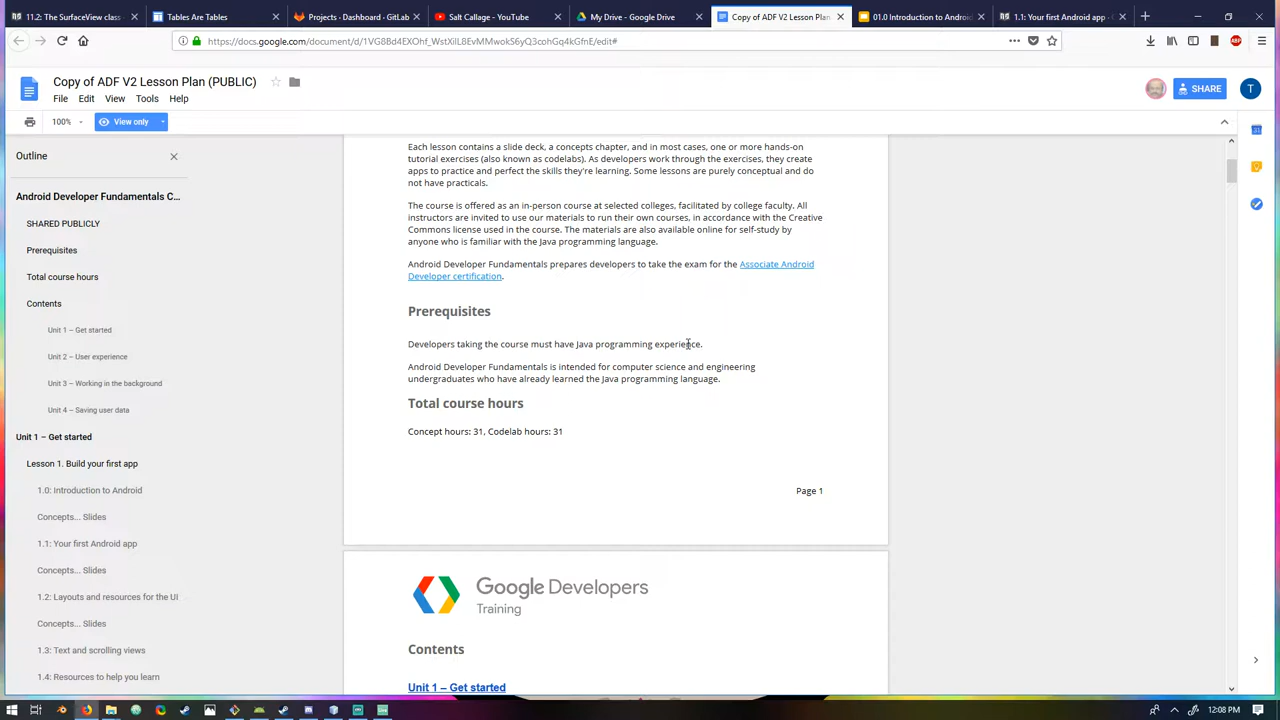 11.2: The SurfaceView class
Tables Are Tables
Projects · Dashboard · GitLab
Salt Callage - YouTube
My Drive - Google Drive
Copy of ADF V2 Lesson Plan
01.0 Introduction to Android
1.1: Your first Android app
https://docs.google.com/document/d/1VG8Bd4EXOhf_WstXilL8EvMMwokS6yQ3cohGq4kGfnE/edit#
Copy of ADF V2 Lesson Plan (PUBLIC)
File Edit View Tools Help
SHARE
T
100%
View only
Outline
Android Developer Fundamentals C...
SHARED PUBLICLY
Prerequisites
Total course hours
Contents
Unit 1 – Get started
Unit 2 – User experience
Unit 3 – Working in the background
Unit 4 – Saving user data
Unit 1 – Get started
Lesson 1. Build your first app
1.0: Introduction to Android
Concepts... Slides
1.1: Your first Android app
Concepts... Slides
1.2: Layouts and resources for the UI
Concepts... Slides
1.3: Text and scrolling views
1.4: Resources to help you learn
Each lesson contains a slide deck, a concepts chapter, and in most cases, one or more hands-on
tutorial exercises (also known as codelabs). As developers work through the exercises, they create
apps to practice and perfect the skills they're learning. Some lessons are purely conceptual and do
not have practicals.
The course is offered as an in-person course at selected colleges, facilitated by college faculty. All
instructors are invited to use our materials to run their own courses, in accordance with the Creative
Commons license used in the course. The materials are also available online for self-study by
anyone who is familiar with the Java programming language.
Android Developer Fundamentals prepares developers to take the exam for the Associate Android
Developer certification.
Prerequisites
Developers taking the course must have Java programming experience.
Android Developer Fundamentals is intended for computer science and engineering
undergraduates who have already learned the Java programming language.
Total course hours
Concept hours: 31, Codelab hours: 31
Page 1
Google Developers
Training
Contents
Unit 1 – Get started
12:08 PM